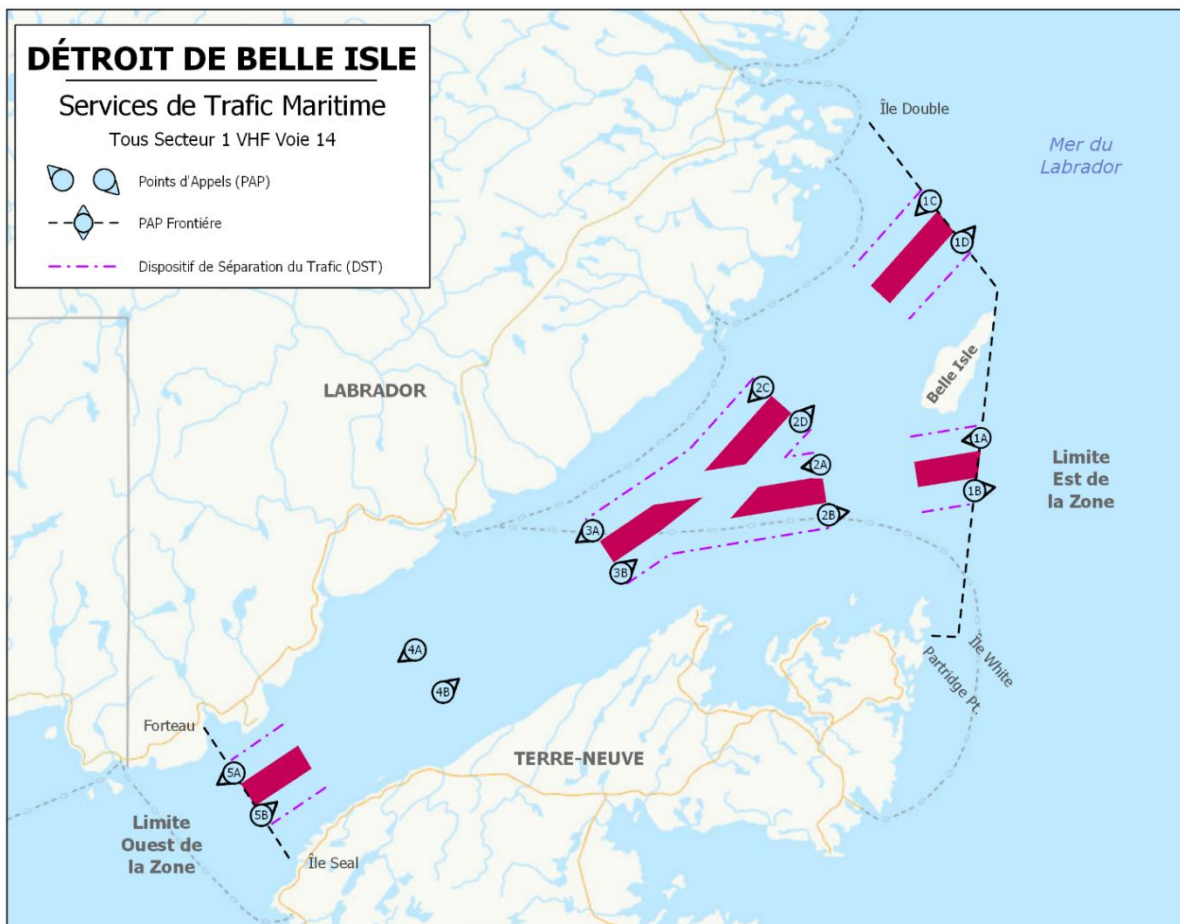 DÉTROIT DE BELLE ISLE
Services de Trafic Maritime
Tous Secteur 1 VHF Voie 14
Points d'Appels (PAP)
PAP Frontiére
Dispositif de Séparation du Trafic (DST)
Île Double
Mer du
Labrador
1C
1D
LABRADOR
Belle Isle
2C
2D
1A
2A
Limite
Est de
la Zone
1B
2B
3A
3B
4A
4B
Île White
Partridge Pt.
Forteau
TERRE-NEUVE
5A
5B
Limite
Ouest de
la Zone
Île Seal